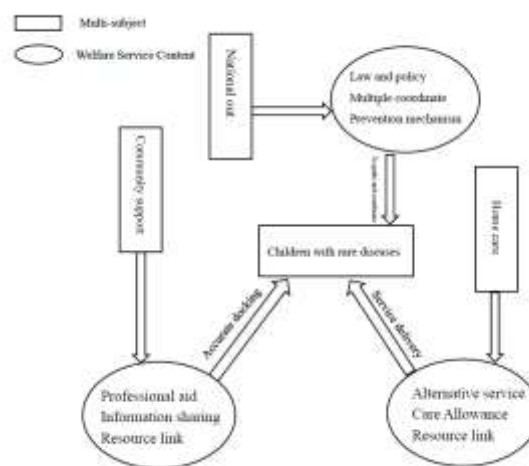 Multi-subject
Welfare Service Content
National out
Law and policy
Multiple coordinate
Prevention mechanism
Community support
Home care
Children with rare diseases
Accurate docking
Service delivery
Professional aid
Information sharing
Resource link
Alternative service
Care Allowance
Resource link